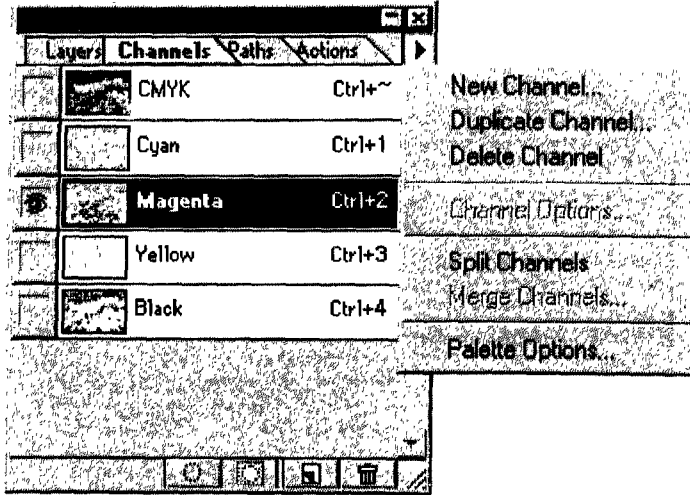 Layers Channels Paths Actions
CMYK Ctrl+~
Cyan Ctrl+1
Magenta Ctrl+2
Yellow Ctrl+3
Black Ctrl+4
New Channel...
Duplicate Channel...
Delete Channel
Channel Options...
Split Channels
Merge Channels...
Palette Options...